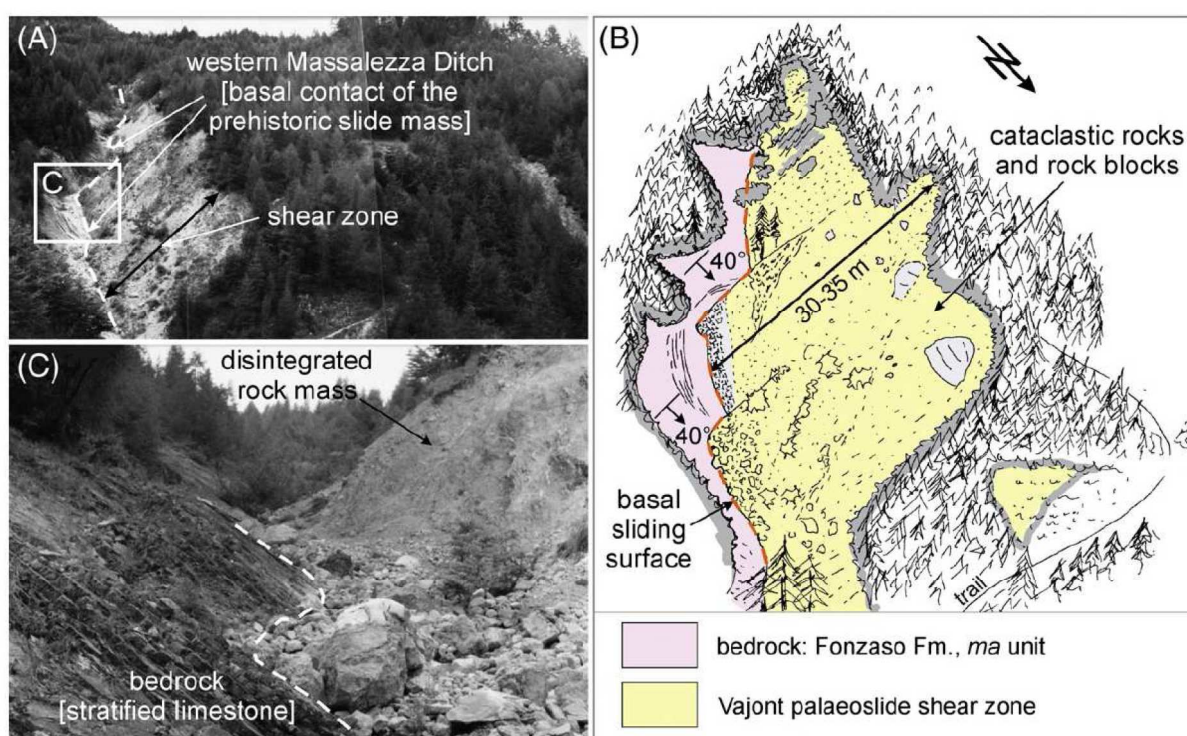 (A)
western Massalezza Ditch
[basal contact of the
prehistoric slide mass]
C
shear zone
(C)
disintegrated
rock mass
bedrock
[stratified limestone]
(B)
N
cataclastic rocks
and rock blocks
40°
30-35 m
40°
basal
sliding
surface
trail
bedrock: Fonzaso Fm., ma unit
Vajont palaeoslide shear zone